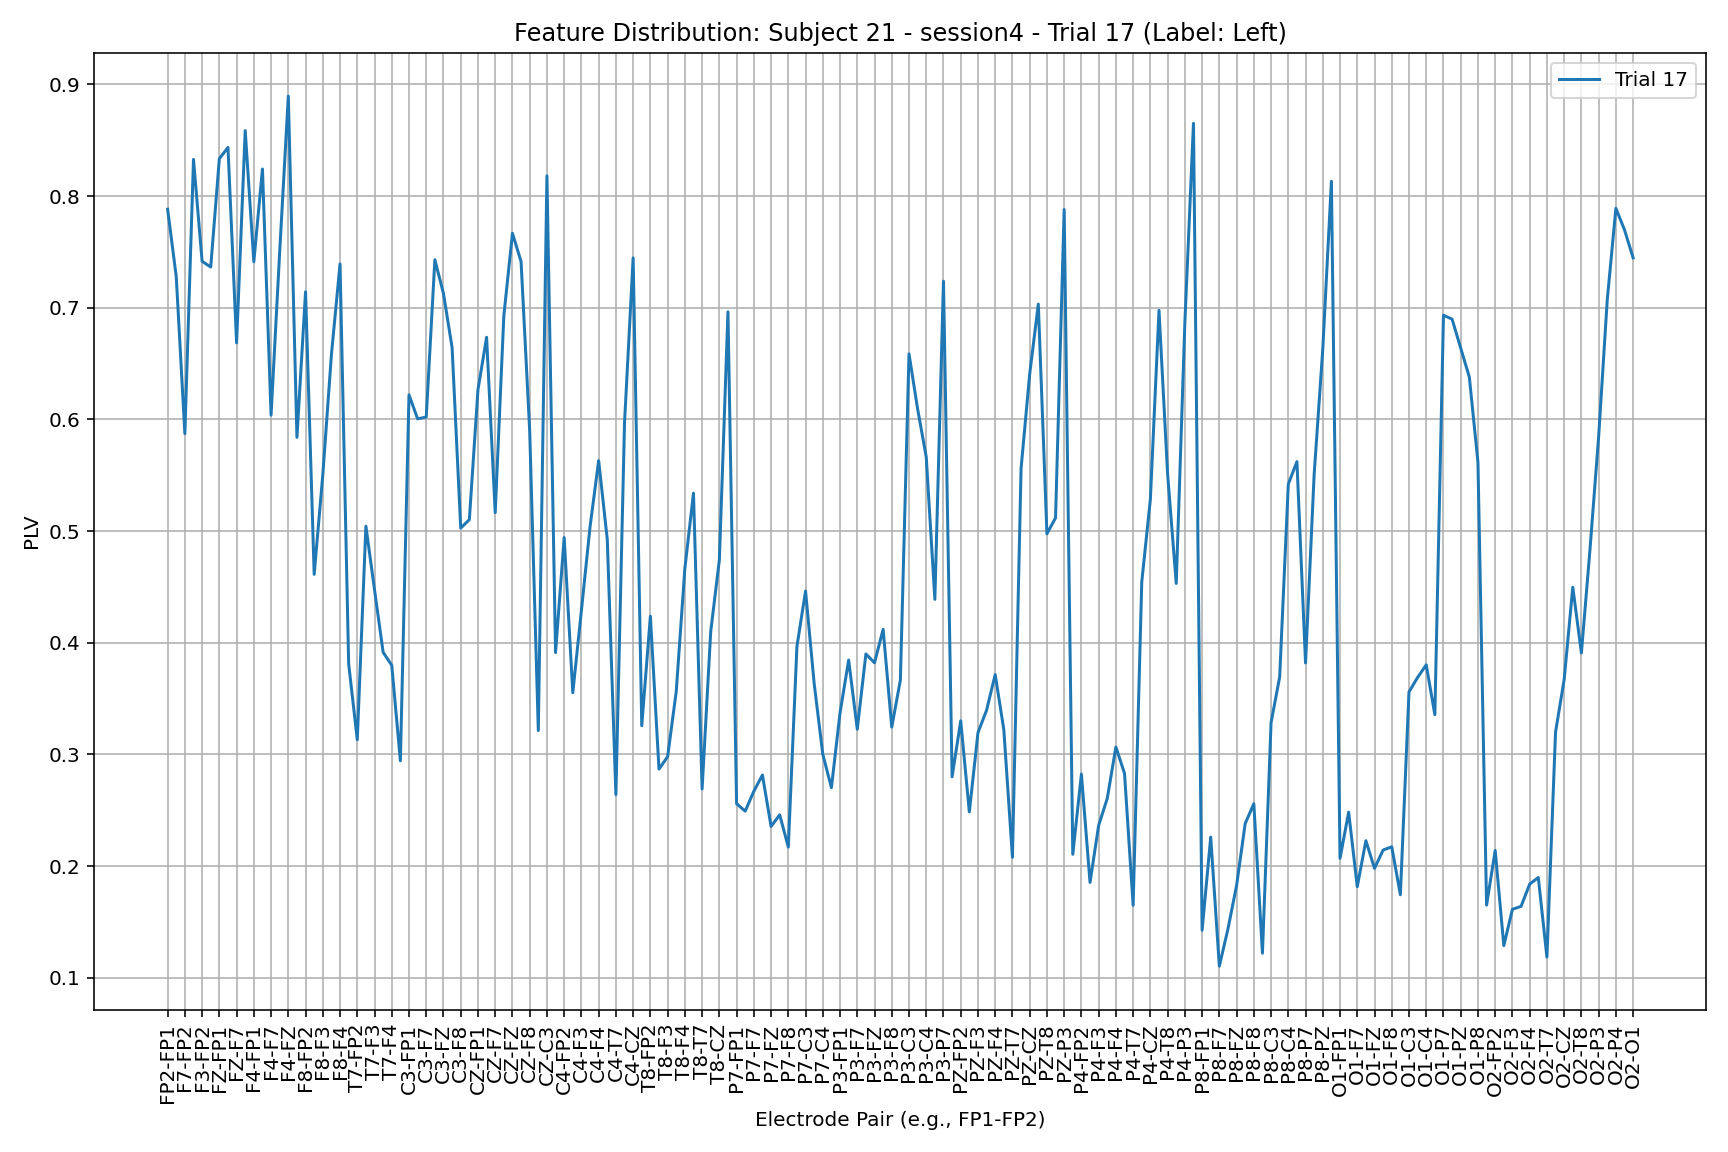 Feature Distribution: Subject 21 - session4 - Trial 17 (Label: Left)
Trial 17
PLV
0.9
0.8
0.7
0.6
0.5
0.4
0.3
0.2
0.1
FP2-FP1
F7-FP2
F3-FP2
FZ-FP1
FZ-F7
F4-FP1
F4-F7
F4-FZ
F8-FP2
F8-F3
F8-F4
T7-FP2
T7-F3
T7-F4
C3-FP1
C3-F7
C3-FZ
C3-F8
CZ-FP1
CZ-F7
CZ-FZ
CZ-F8
CZ-C3
C4-FP2
C4-F3
C4-F4
C4-T7
C4-CZ
T8-FP2
T8-F3
T8-F4
T8-T7
T8-CZ
P7-FP1
P7-F7
P7-FZ
P7-F8
P7-C3
P7-C4
P3-FP1
P3-F7
P3-FZ
P3-F8
P3-C3
P3-C4
P3-P7
PZ-FP2
PZ-F3
PZ-F4
PZ-T7
PZ-CZ
PZ-T8
PZ-P3
P4-FP2
P4-F3
P4-F4
P4-T7
P4-CZ
P4-T8
P4-P3
P8-FP1
P8-F7
P8-FZ
P8-F8
P8-C3
P8-C4
P8-P7
P8-PZ
O1-FP1
O1-F7
O1-FZ
O1-F8
O1-C3
O1-C4
O1-P7
O1-PZ
O1-P8
O2-FP2
O2-F3
O2-F4
O2-T7
O2-CZ
O2-T8
O2-P3
O2-P4
O2-O1
Electrode Pair (e.g., FP1-FP2)